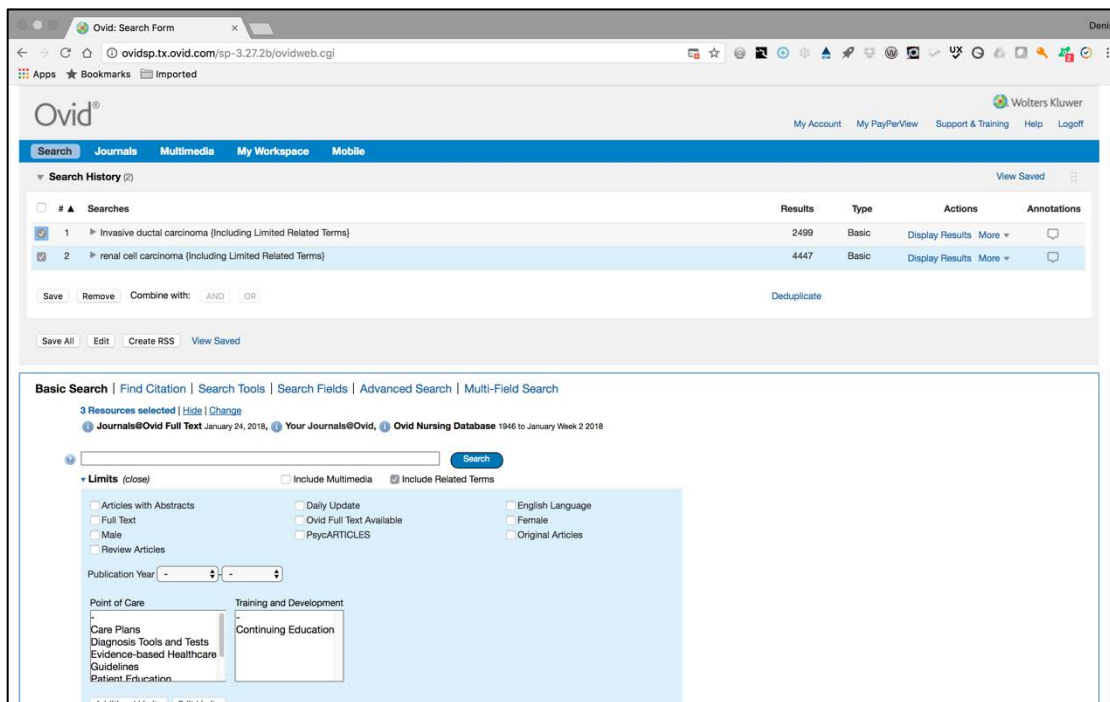 Ovid: Search Form
Denis
ovidsp.tx.ovid.com/sp-3.27.2b/ovidweb.cgi
Apps Bookmarks Imported
Ovid®
Wolters Kluwer
My Account My PayPerView Support & Training Help Logoff
Search Journals Multimedia My Workspace Mobile
Search History (2) View Saved
# ▲ Searches Results Type Actions Annotations
1 Invasive ductal carcinoma {Including Limited Related Terms} 2499 Basic Display Results More
2 renal cell carcinoma {Including Limited Related Terms} 4447 Basic Display Results More
Save Remove Combine with: AND OR Deduplicate
Save All Edit Create RSS View Saved
Basic Search | Find Citation | Search Tools | Search Fields | Advanced Search | Multi-Field Search
3 Resources selected | Hide | Change
Journals@Ovid Full Text January 24, 2018, Your Journals@Ovid, Ovid Nursing Database 1946 to January Week 2 2018
Search
Limits (close) Include Multimedia Include Related Terms
Articles with Abstracts Daily Update English Language
Full Text Ovid Full Text Available Female
Male PsycARTICLES Original Articles
Review Articles
Publication Year - - -
Point of Care Training and Development
- -
Care Plans Continuing Education
Diagnosis Tools and Tests
Evidence-based Healthcare
Guidelines
Patient Education